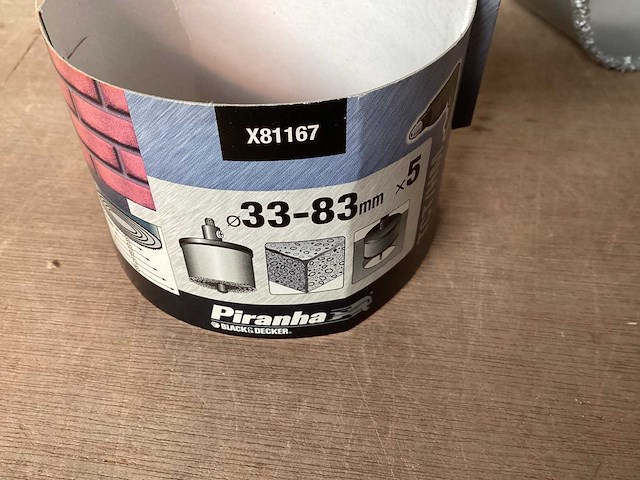 X81167
⌀33-83mm ×5
Piranha
BLACK & DECKER®